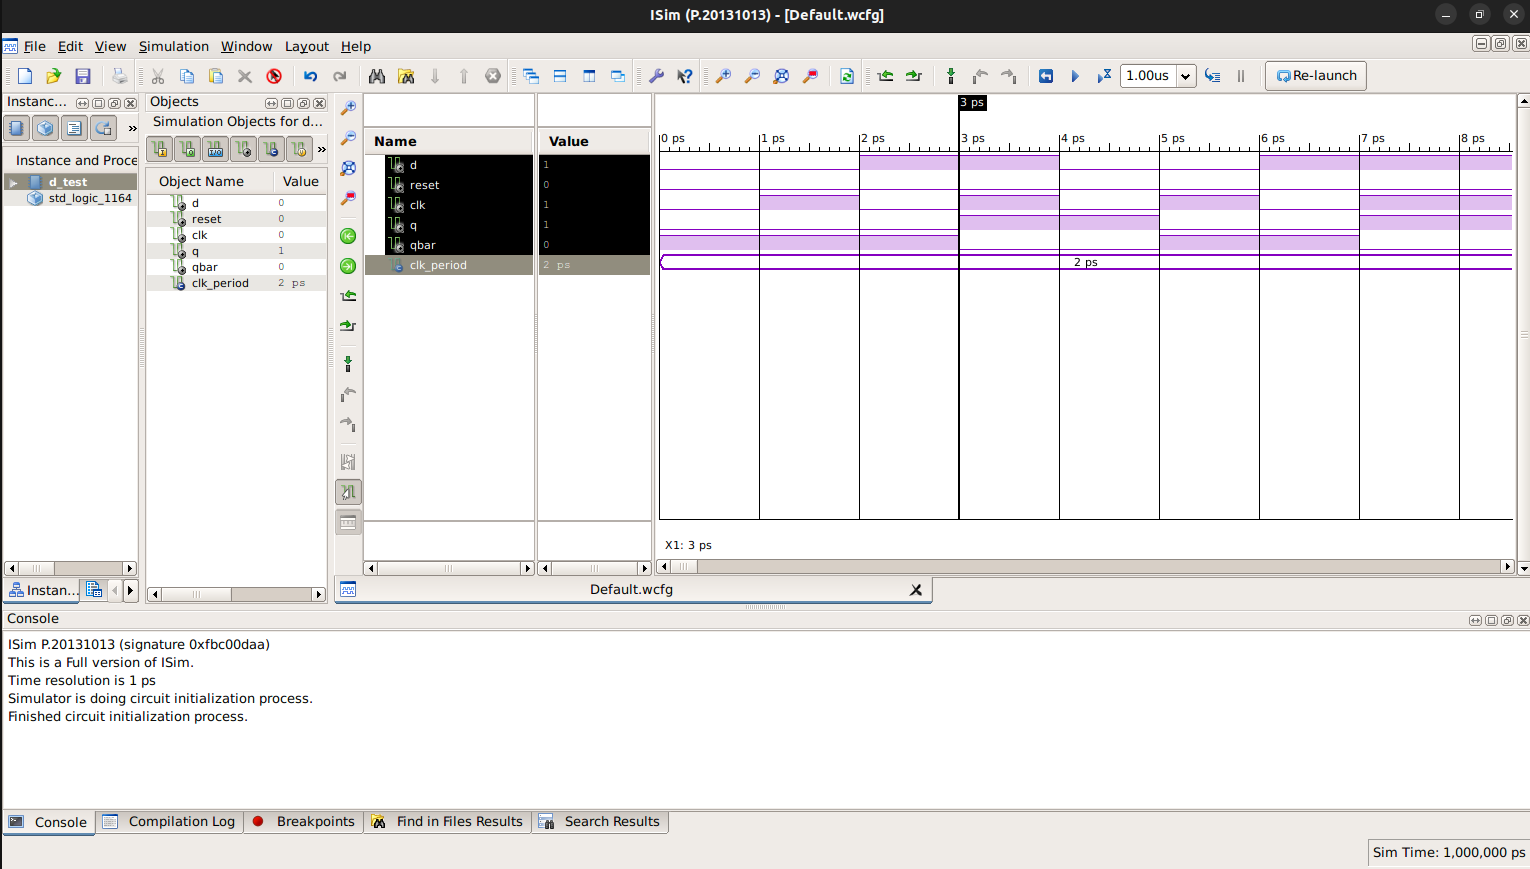 ISim (P.20131013) - [Default.wcfg]
File Edit View Simulation Window Layout Help
1.00us
Re-launch
Instanc...
Objects
Simulation Objects for d...
»
»
Instance and Proce
d_test
std_logic_1164
Object Name Value
d 0
reset 0
clk 0
q 1
qbar 0
clk_period 2 ps
Name Value
d 1
reset 0
clk 1
q 1
qbar 0
clk_period 2 ps
3 ps
0 ps 1 ps 2 ps 3 ps 4 ps 5 ps 6 ps 7 ps 8 ps
2 ps
X1: 3 ps
Instan...
Default.wcfg
Console
ISim P.20131013 (signature 0xfbc00daa)
This is a Full version of ISim.
Time resolution is 1 ps
Simulator is doing circuit initialization process.
Finished circuit initialization process.
Console Compilation Log Breakpoints Find in Files Results Search Results
Sim Time: 1,000,000 ps